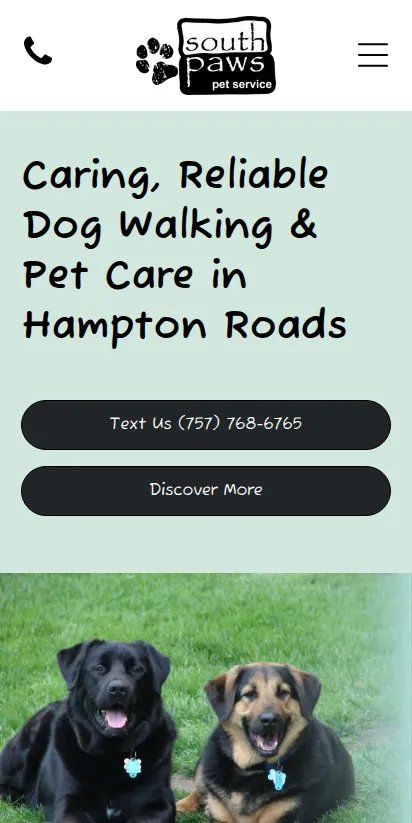 south
paws
pet service
Caring, Reliable
Dog Walking &
Pet Care in
Hampton Roads
Text Us (757) 768-6765
Discover More